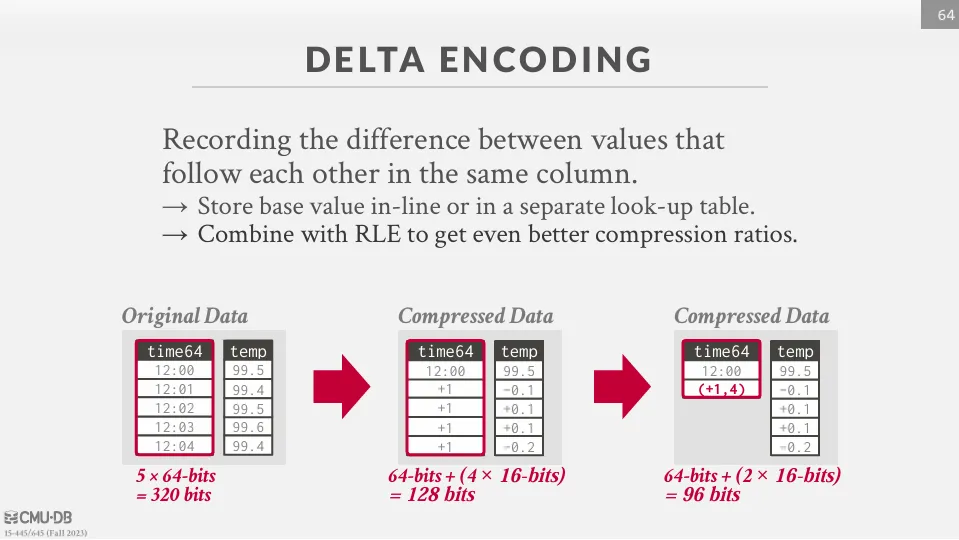 64
DELTA ENCODING
Recording the difference between values that
follow each other in the same column.
→ Store base value in-line or in a separate look-up table.
→ Combine with RLE to get even better compression ratios.
Original Data
time64 temp
12:00 99.5
12:01 99.4
12:02 99.5
12:03 99.6
12:04 99.4
5 × 64-bits
= 320 bits
Compressed Data
time64 temp
12:00 99.5
+1 -0.1
+1 +0.1
+1 +0.1
+1 -0.2
64-bits + (4 × 16-bits)
= 128 bits
Compressed Data
time64 temp
12:00 99.5
(+1,4) -0.1
+0.1
+0.1
-0.2
64-bits + (2 × 16-bits)
= 96 bits
CMU·DB
15-445/645 (Fall 2023)